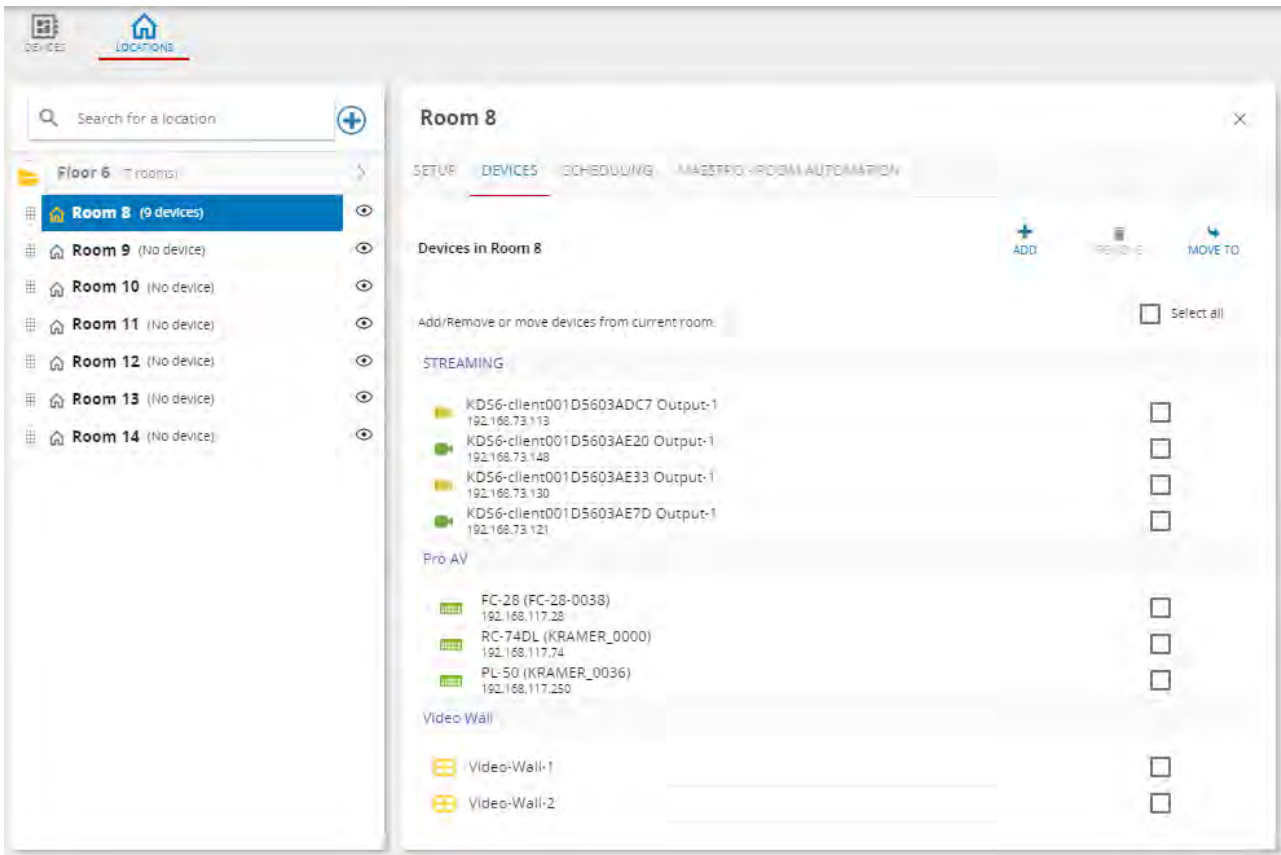 DEVICES
LOCATIONS
Search for a location
Floor 6 (7 rooms)
Room 8 (9 devices)
Room 9 (No device)
Room 10 (No device)
Room 11 (No device)
Room 12 (No device)
Room 13 (No device)
Room 14 (No device)
Room 8
SETUP DEVICES SCHEDULING MAESTRO - ROOM AUTOMATION
Devices in Room 8
ADD
REMOVE
MOVE TO
Add/Remove or move devices from current room.
Select all
STREAMING
KDS6-client001D5603ADC7 Output-1
192.168.73.113
KDS6-client001D5603AE20 Output-1
192.168.73.148
KDS6-client001D5603AE33 Output-1
192.168.73.130
KDS6-client001D5603AE7D Output-1
192.168.73.121
Pro AV
FC-28 (FC-28-0038)
192.168.117.28
RC-74DL (KRAMER_0000)
192.168.117.74
PL-50 (KRAMER_0036)
192.168.117.250
Video Wall
Video-Wall-1
Video-Wall-2